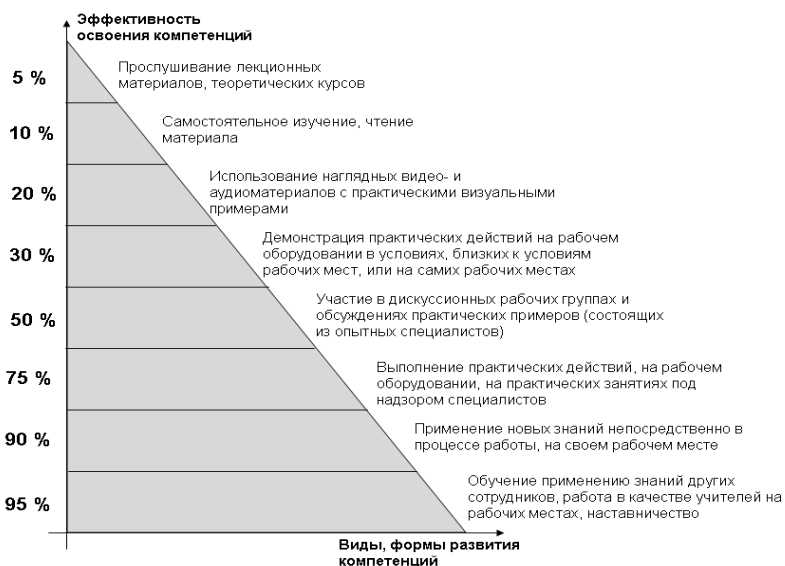 Эффективность
освоения компетенций
5 %
Прослушивание лекционных
материалов, теоретических курсов
10 %
Самостоятельное изучение, чтение
материала
20 %
Использование наглядных видео- и
аудиоматериалов с практическими визуальными
примерами
30 %
Демонстрация практических действий на рабочем
оборудовании в условиях, близких к условиям
рабочих мест, или на самих рабочих местах
50 %
Участие в дискуссионных рабочих группах и
обсуждениях практических примеров (состоящих
из опытных специалистов)
75 %
Выполнение практических действий, на рабочем
оборудовании, на практических занятиях под
надзором специалистов
90 %
Применение новых знаний непосредственно в
процессе работы, на своем рабочем месте
95 %
Обучение применению знаний других
сотрудников, работа в качестве учителей на
рабочих местах, наставничество
Виды, формы развития
компетенций